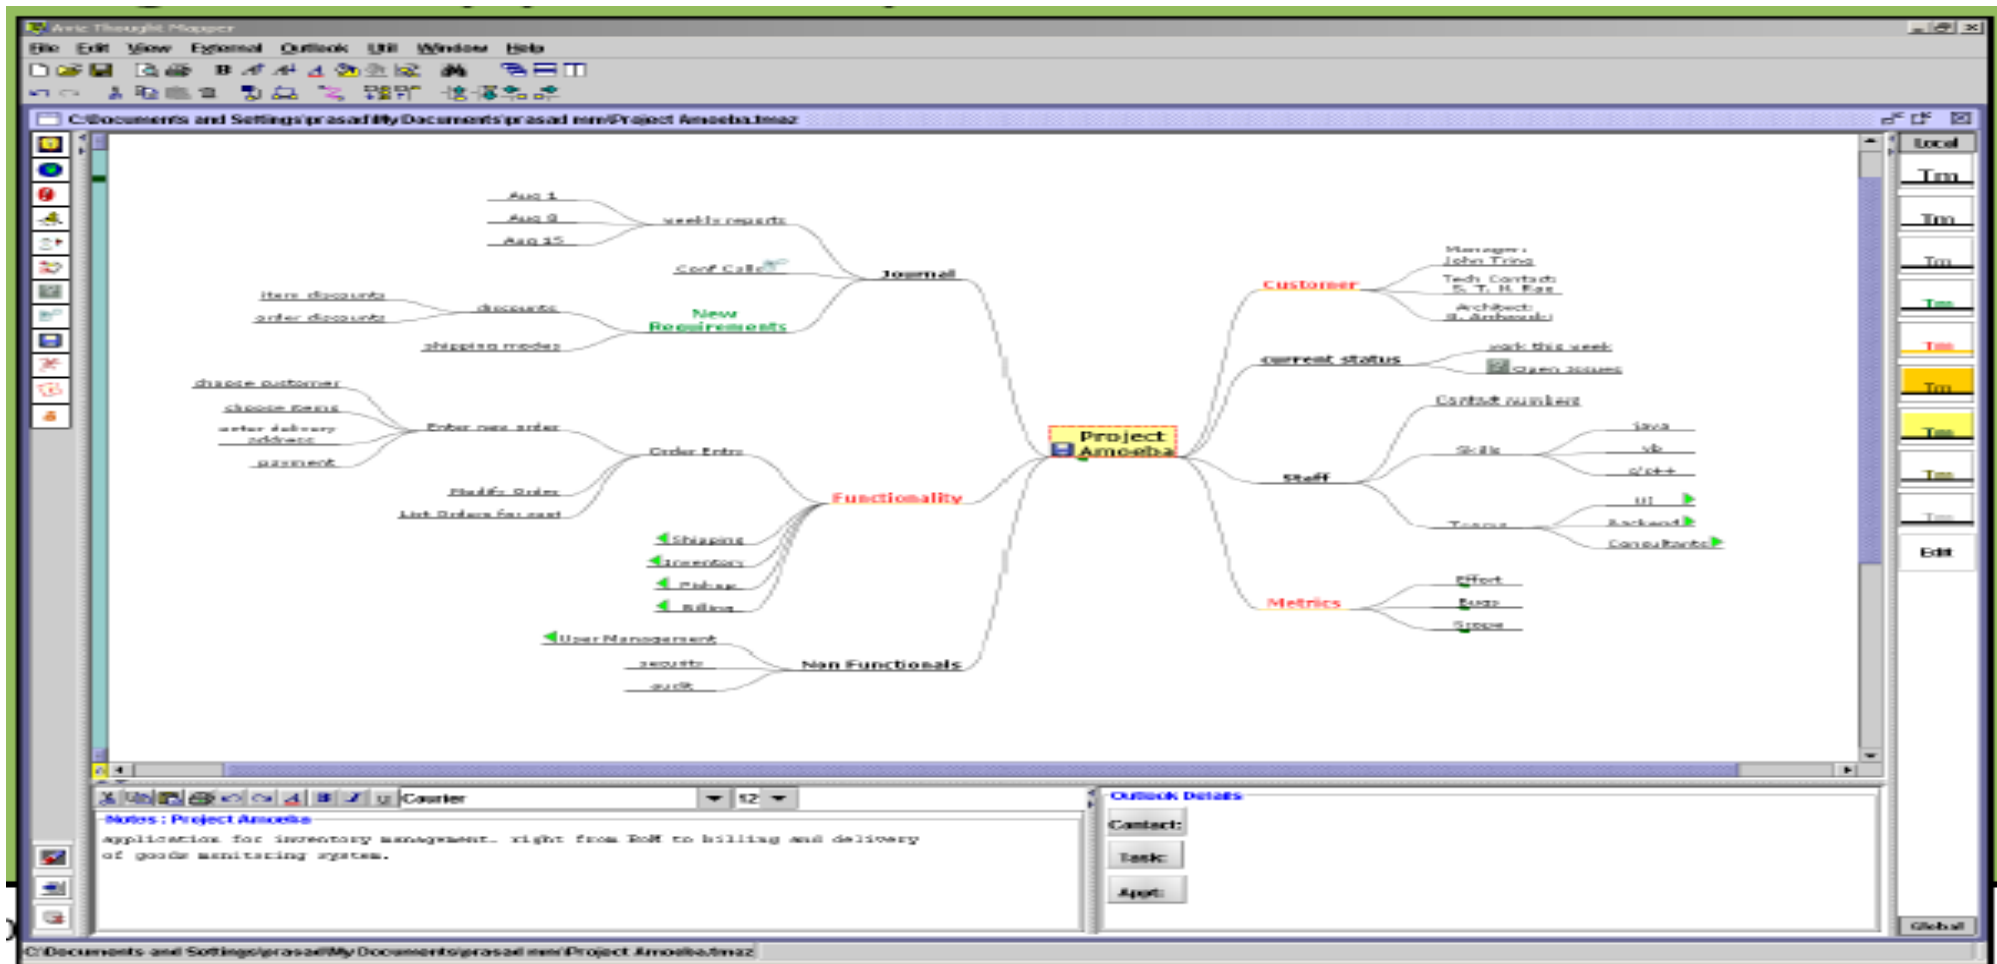 Thought Mapper
File Edit View External Outlook Util Window Help
C:\Documents and Settings\prasad\My Documents\prasad mm\Project Amoeba.tmaz
Local
Aug 1
Aug 8
Aug 15
weekly reports
Conf Calls
Journal
item discounts
order discounts
discounts
New
Requirements
shipping modes
choose customer
choose items
enter delivery
address
payment
Enter new order
Order Entry
Modify Order
List Orders for cust
Functionality
Shipping
Inventory
Pickup
Billing
User Management
security
audit
Non Functionals
Project
Amoeba
Customer
Manager:
John Tring
Tech Contact:
S. T. H. Rao
Architect:
current status
work this week
Open Issues
Contact numbers
Staff
Skills
java
vb
c/c++
Teams
UI
Backend
Consultants
Metrics
Effort
Bugs
Scope
Edit
Courier
12
Notes : Project Amoeba
application for inventory management. right from BoM to billing and delivery
of goods monitoring system.
Outlook Details
Contact:
Task:
Appt:
Global
C:\Documents and Settings\prasad\My Documents\prasad mm\Project Amoeba.tmaz